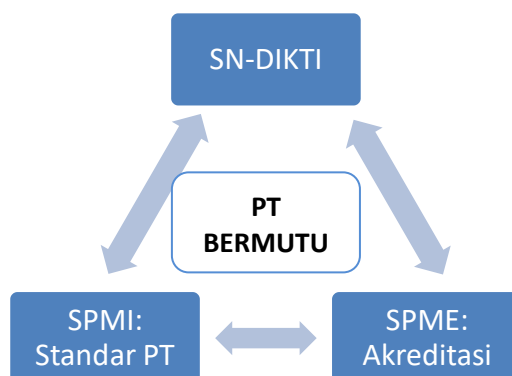 SN-DIKTI
PT
BERMUTU
SPMI:
Standar PT
SPME:
Akreditasi